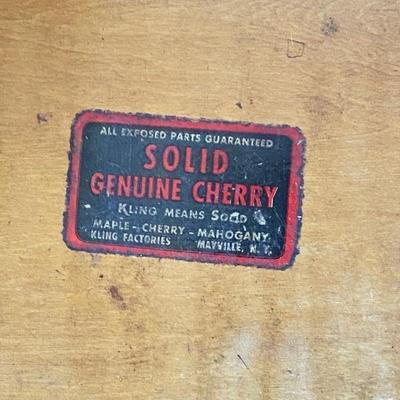 ALL EXPOSED PARTS GUARANTEED
SOLID
GENUINE CHERRY
KLING MEANS SOLID
MAPLE - CHERRY - MAHOGANY
KLING FACTORIES MAYVILLE, N.Y.